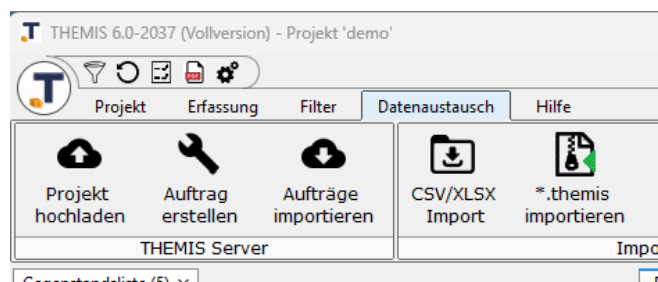 THEMIS 6.0-2037 (Vollversion) - Projekt 'demo'
Projekt Erfassung Filter Datenaustausch Hilfe
Projekt hochladen
Auftrag erstellen
Aufträge importieren
CSV/XLSX Import
*.themis importieren
THEMIS Server